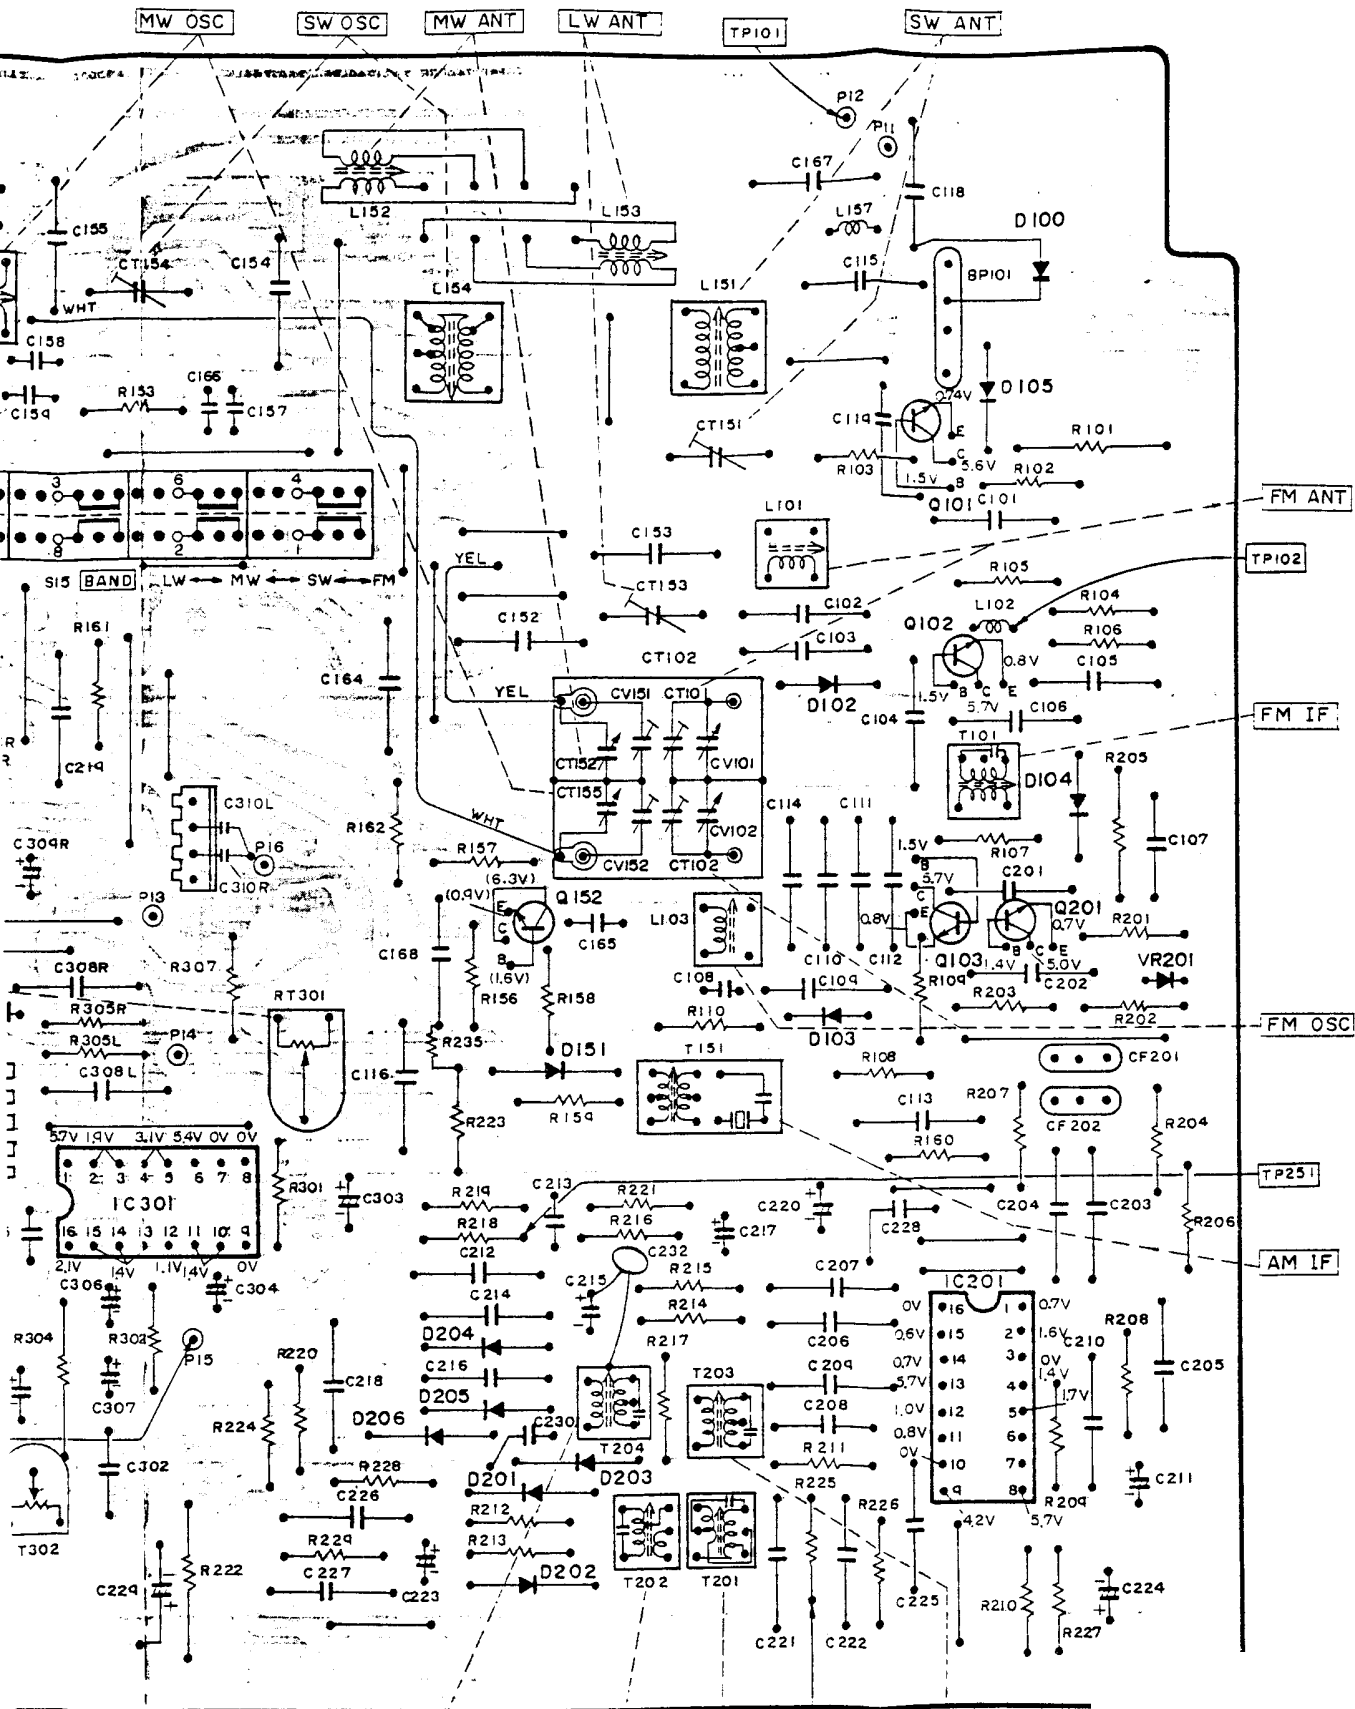 MW OSC SW OSC MW ANT LW ANT TP101 SW ANT
P12
P11
C167
C118
L152 L153 L157 D100
C155
CT154 C154 C115 BP101
L154 L151
WHT
C158
C166 D105
R153 0.74V
C159 C157 C119
CT151 E R101
C
R103 5.6V R102
1.5V B
3 6 4 Q101 C101 FM ANT
L101
8 2 1 C153
YEL TP102
S15 BAND LW ↔ MW ↔ SW ↔ FM R105
CT153 C102 L102 R104
R161 C152 Q102 R106
C103
CT102 0.8V C105
C164 YEL CV151 CT101 1.5V B C E
D102 5.7V
C104 C106 FM IF
R T101
R R205
C219 CT152 CV101 D104
CT155
C310L C114 C111
R162 WHT CV102
C309R P16 R157 1.5V R107 C107
CV152 CT102 B
C310R (6.3V) 5.7V C201
P13 (0.9V) Q152 C
E L103 E Q201
C 0.8V 0.7V R201
C165
C308R R307 C168 B C110 C112 Q103 B C E VR201
(1.6V) 1.4V 5.0V
C108 C109 R109 C202
RT301 R156 R158 R203
R305R R110 R202 FM OSC
P14 R235 D103
R305L D151 T151 CF201
C308L C116 R108
R207
R159 C113
R223 CF202 R204
5.7V 1.9V 3.1V 5.4V 0V 0V R160
1 2 3 4 5 6 7 8 TP251
R301 C303 R219 C213 R221 C220
IC301 C204 C203
R218 R216 C217 C228 R206
16 15 14 13 12 11 10 9 C212 C232
AM IF
2.1V 1.4V 1.1V 1.4V 0V R215 C207 IC201
C306 C304 C215
C214 R214 0V 16 1 0.7V
R304 R303 C206 0.6V 15 2 1.6V R208
P15 D204 R217 C210
R220 C216 C209 0.7V 14 3 0V C205
C218 T203 1.4V
C307 D205 5.7V 13 4
1.7V
C208 1.0V 12 5
R224 D206 C230
T204 0.8V 11 6
R211
C302 0V 10 7
R228 D201 D203 R225 C211
C226 R226 9 8 R209
R212 4.2V 5.7V
T302 R229 R213
C227
R222 D202 T202 T201 C224
C229 C223 C225 R210
R227
C221 C222